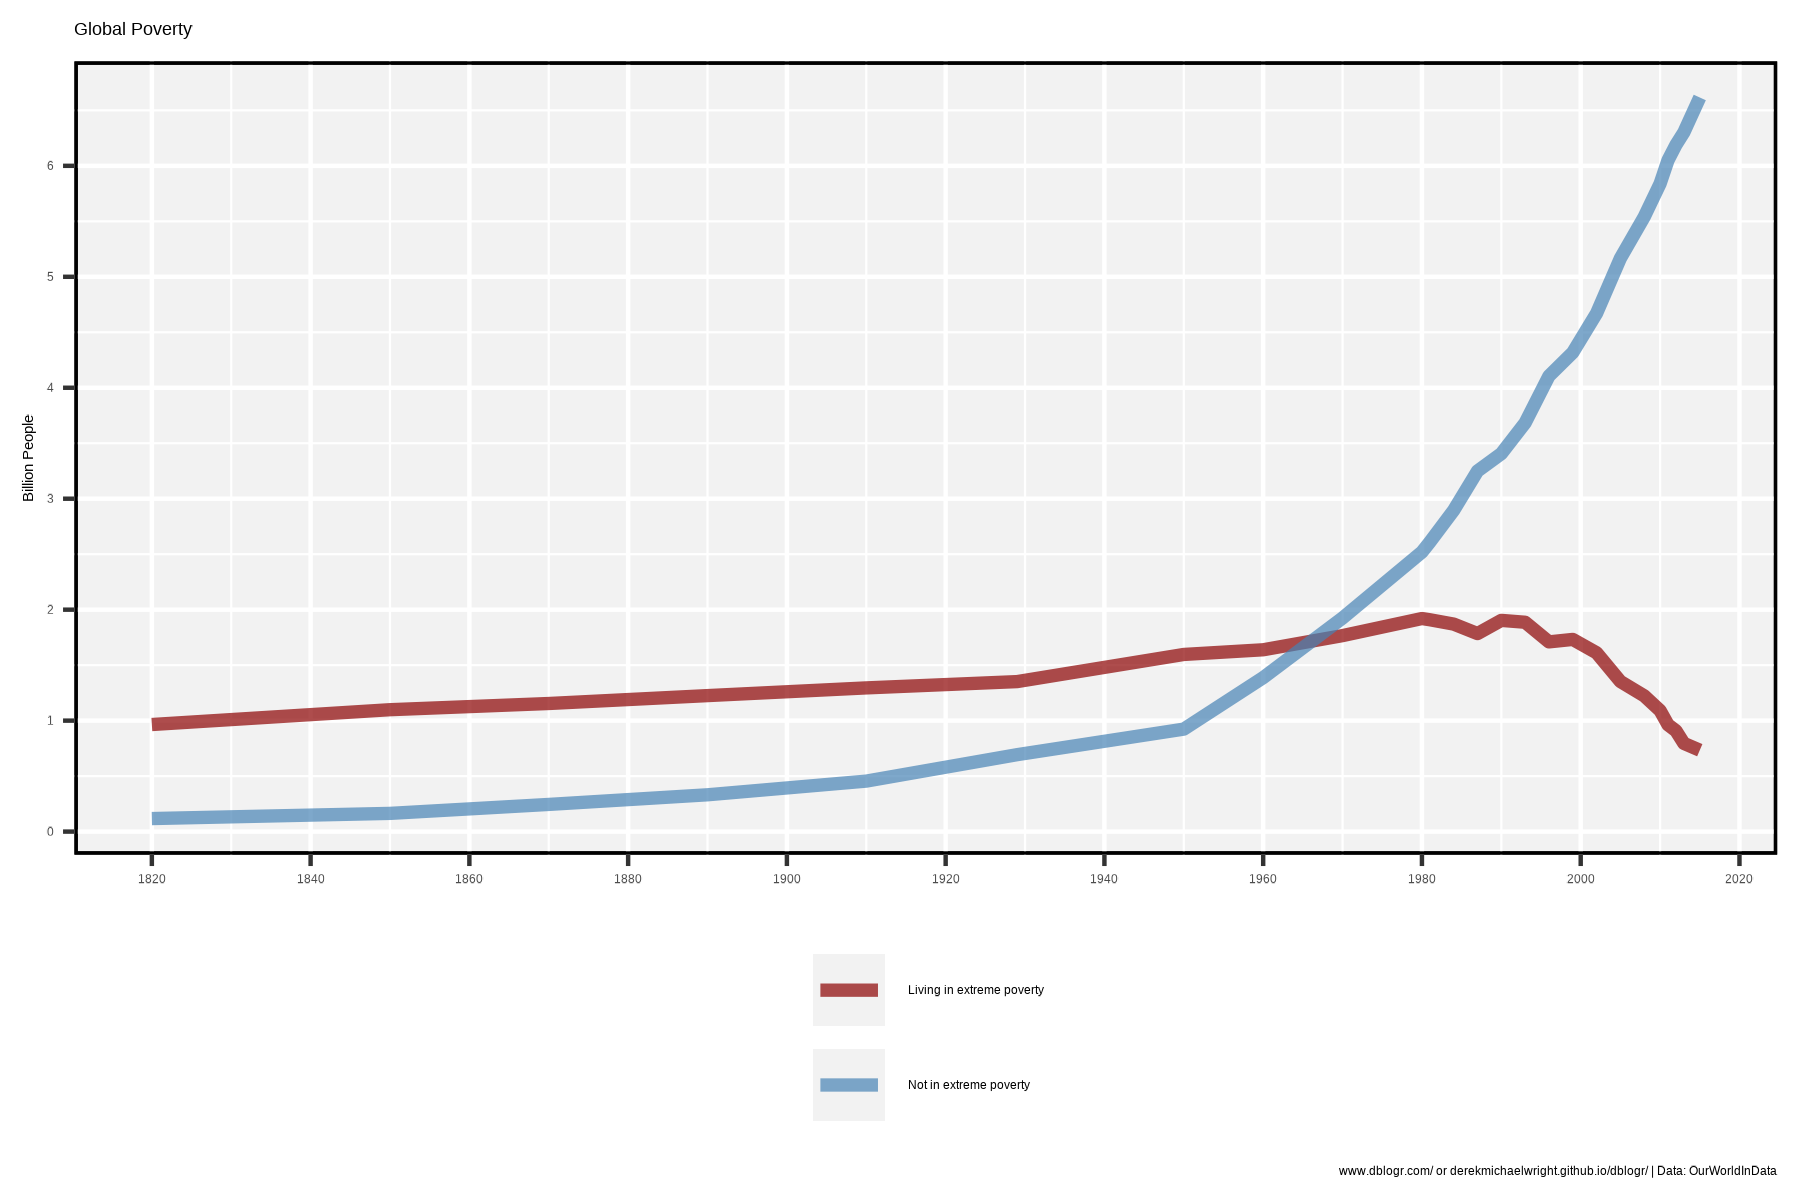 Global Poverty
Billion People
6
5
4
3
2
1
0
1820 1840 1860 1880 1900 1920 1940 1960 1980 2000 2020
Living in extreme poverty
Not in extreme poverty
www.dblogr.com/ or derekmichaelwright.github.io/dblogr/ | Data: OurWorldInData